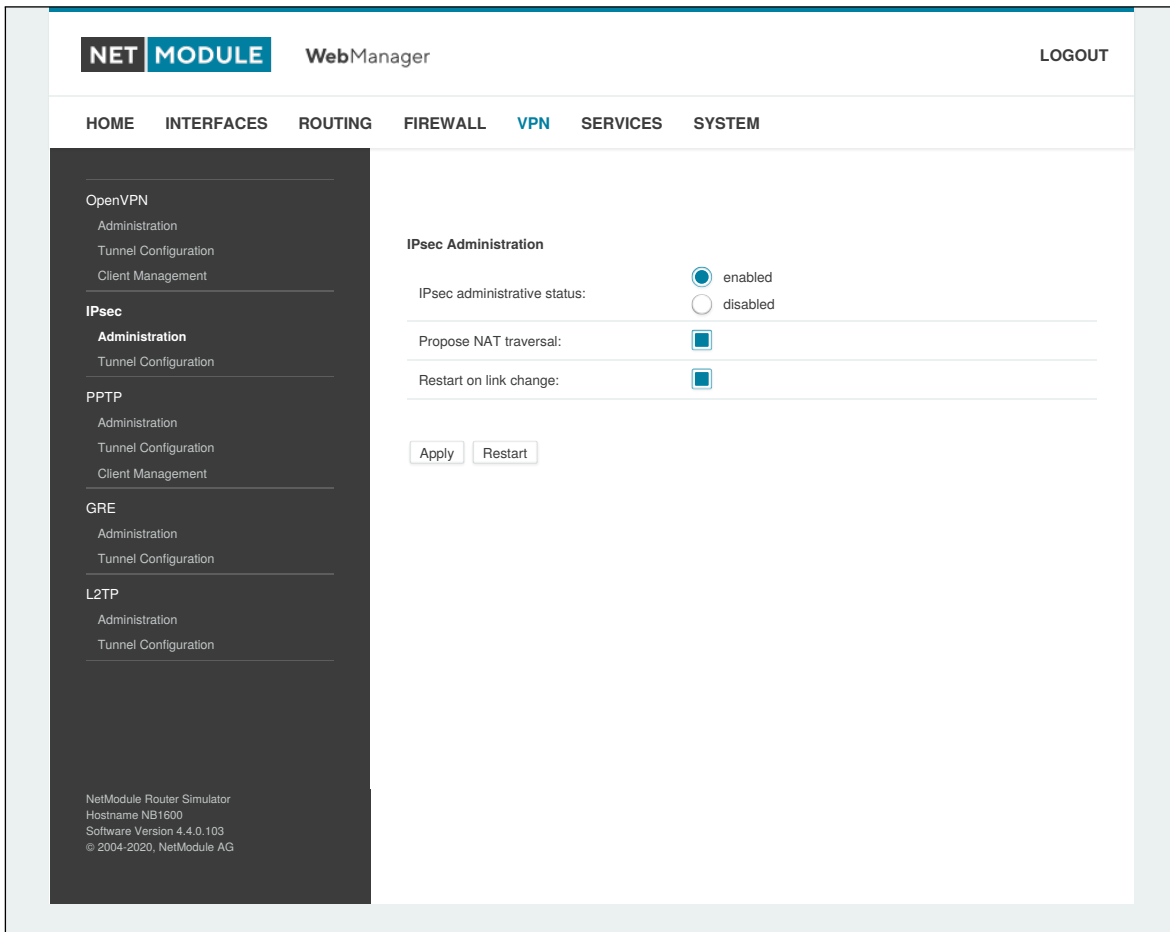 NET MODULE WebManager LOGOUT
HOME INTERFACES ROUTING FIREWALL VPN SERVICES SYSTEM
OpenVPN
Administration
Tunnel Configuration
Client Management
IPsec
Administration
Tunnel Configuration
PPTP
Administration
Tunnel Configuration
Client Management
GRE
Administration
Tunnel Configuration
L2TP
Administration
Tunnel Configuration
NetModule Router Simulator
Hostname NB1600
Software Version 4.4.0.103
© 2004-2020, NetModule AG
IPsec Administration
IPsec administrative status:
enabled
disabled
Propose NAT traversal:
Restart on link change:
Apply Restart